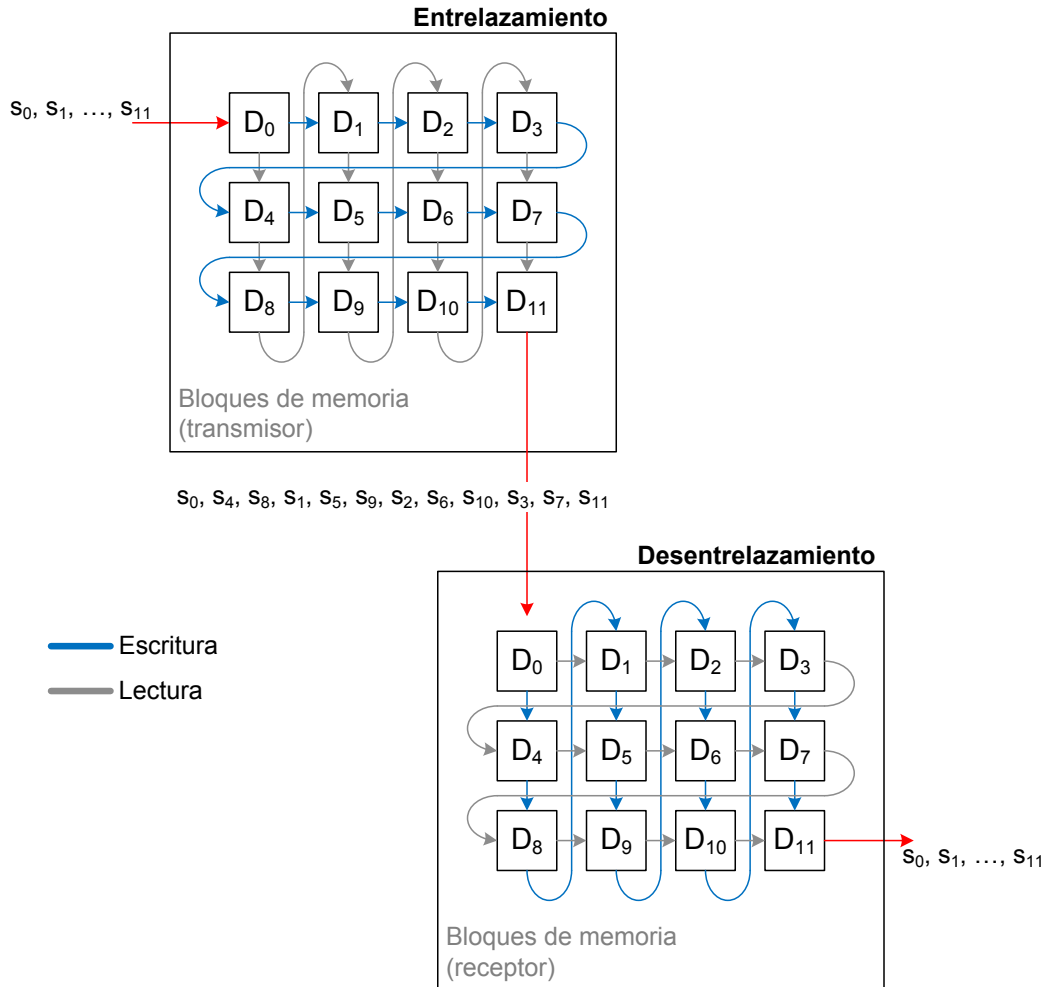 Entrelazamiento
s₀, s₁, …, s₁₁
D₀ D₁ D₂ D₃
D₄ D₅ D₆ D₇
D₈ D₉ D₁₀ D₁₁
Bloques de memoria
(transmisor)
s₀, s₄, s₈, s₁, s₅, s₉, s₂, s₆, s₁₀, s₃, s₇, s₁₁
Desentrelazamiento
Escritura
Lectura
D₀ D₁ D₂ D₃
D₄ D₅ D₆ D₇
D₈ D₉ D₁₀ D₁₁
s₀, s₁, …, s₁₁
Bloques de memoria
(receptor)